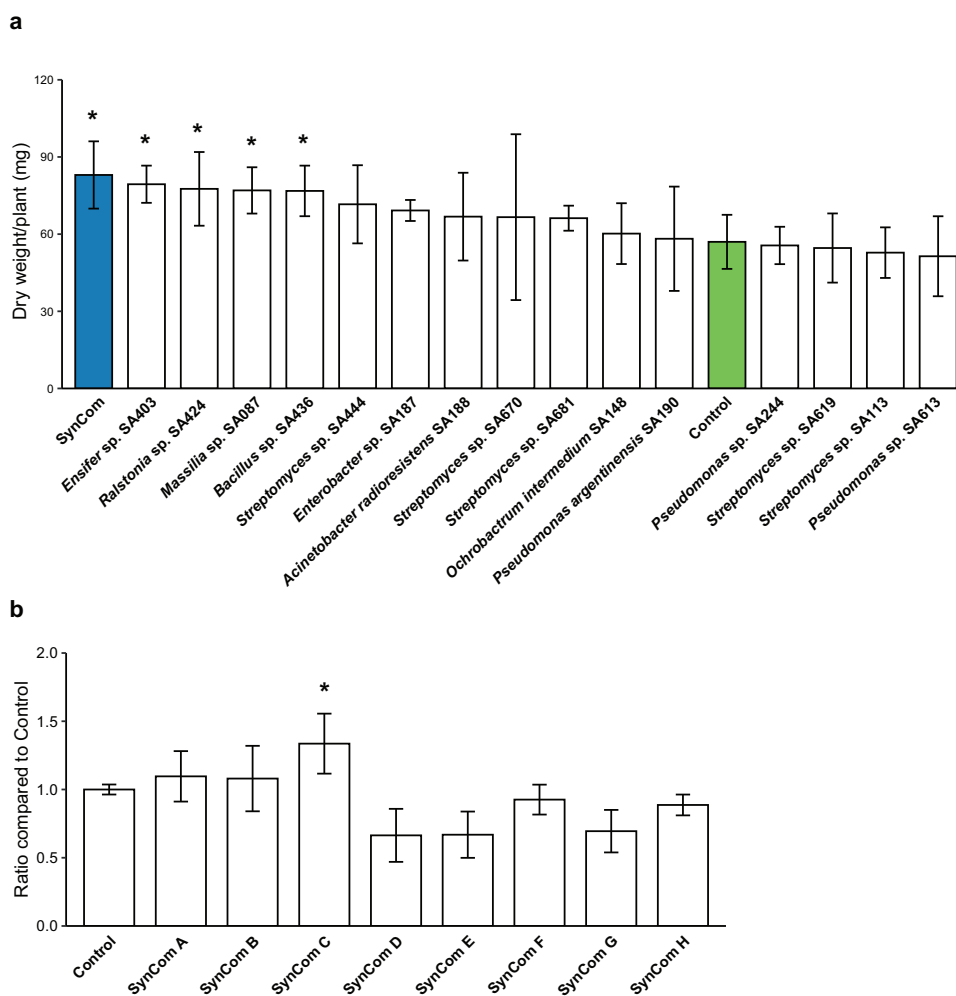 a
Dry weight/plant (mg)
120
90
60
30
0
* * * * *
SynCom
Ensifer sp. SA403
Ralstonia sp. SA424
Massilia sp. SA087
Bacillus sp. SA436
Streptomyces sp. SA444
Enterobacter sp. SA187
Acinetobacter radioresistens SA188
Streptomyces sp. SA670
Streptomyces sp. SA681
Ochrobactrum intermedium SA148
Pseudomonas argentinensis SA190
Control
Pseudomonas sp. SA244
Streptomyces sp. SA619
Streptomyces sp. SA113
Pseudomonas sp. SA613
b
Ratio compared to Control
2.0
1.5
1.0
0.5
0.0
*
Control
SynCom A
SynCom B
SynCom C
SynCom D
SynCom E
SynCom F
SynCom G
SynCom H